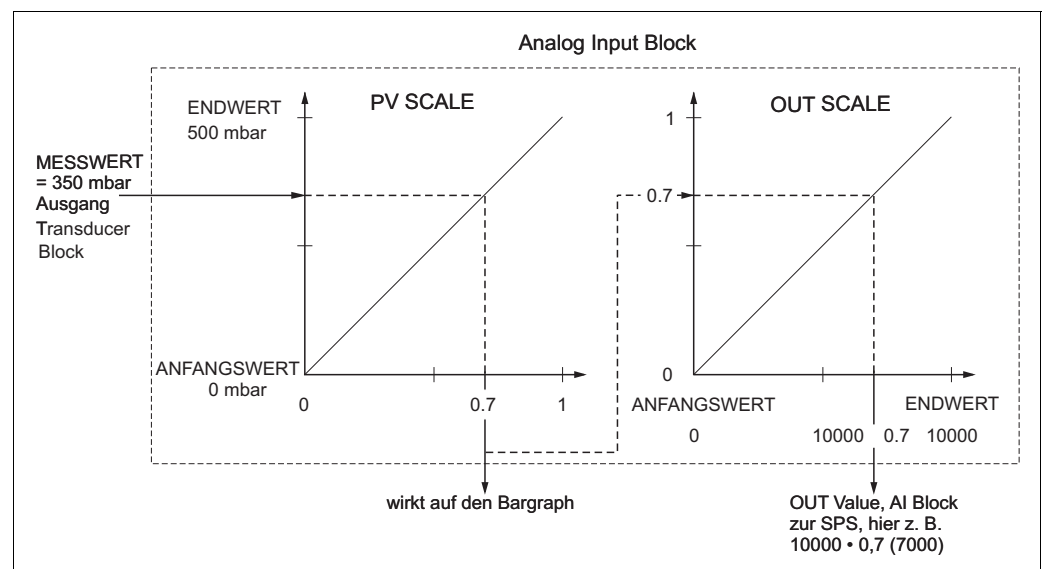 Analog Input Block
PV SCALE
ENDWERT
500 mbar
MESSWERT
= 350 mbar
Ausgang
Transducer
Block
ANFANGSWERT
0 mbar
0
0.7
1
wirkt auf den Bargraph
OUT SCALE
1
0.7
0
ANFANGSWERT
ENDWERT
0
10000
0.7
10000
OUT Value, AI Block
zur SPS, hier z. B.
10000 • 0,7 (7000)